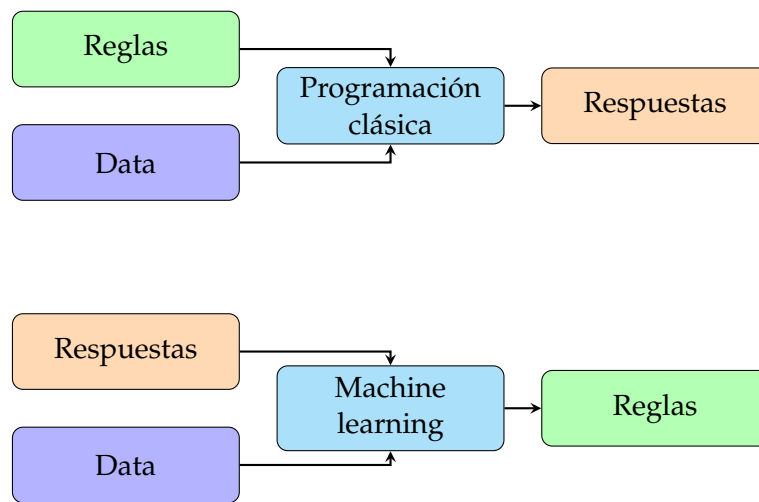 Reglas
Programación
clásica
Respuestas
Data
Respuestas
Machine
learning
Reglas
Data